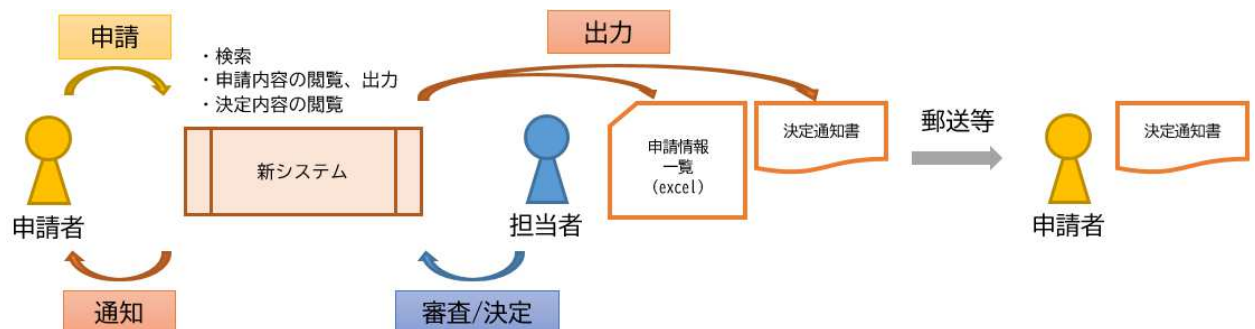 申請
・検索
・申請内容の閲覧、出力
・決定内容の閲覧
出力
新システム
申請者
担当者
申請情報
一覧
（excel）
決定通知書
郵送等
申請者
決定通知書
通知
審査/決定